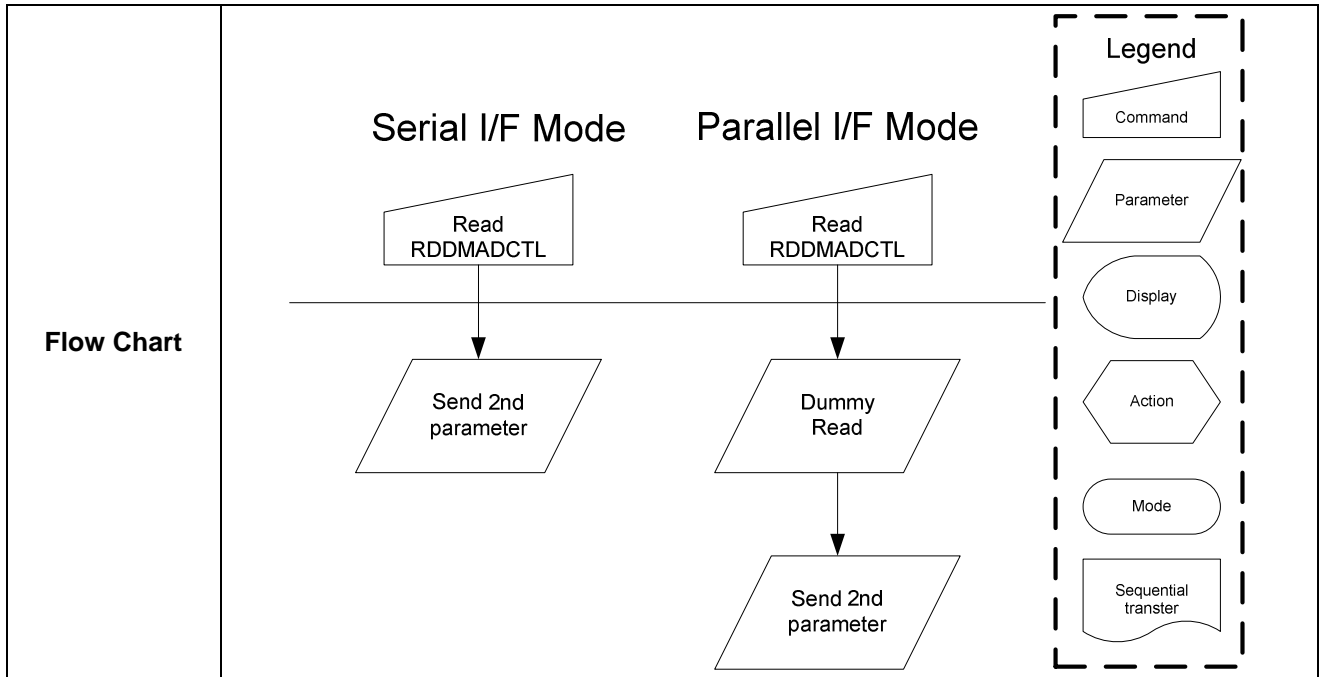 Flow Chart
Serial I/F Mode
Read
RDDMADCTL
Send 2nd
parameter
Parallel I/F Mode
Read
RDDMADCTL
Dummy
Read
Send 2nd
parameter
Legend
Command
Parameter
Display
Action
Mode
Sequential
transter